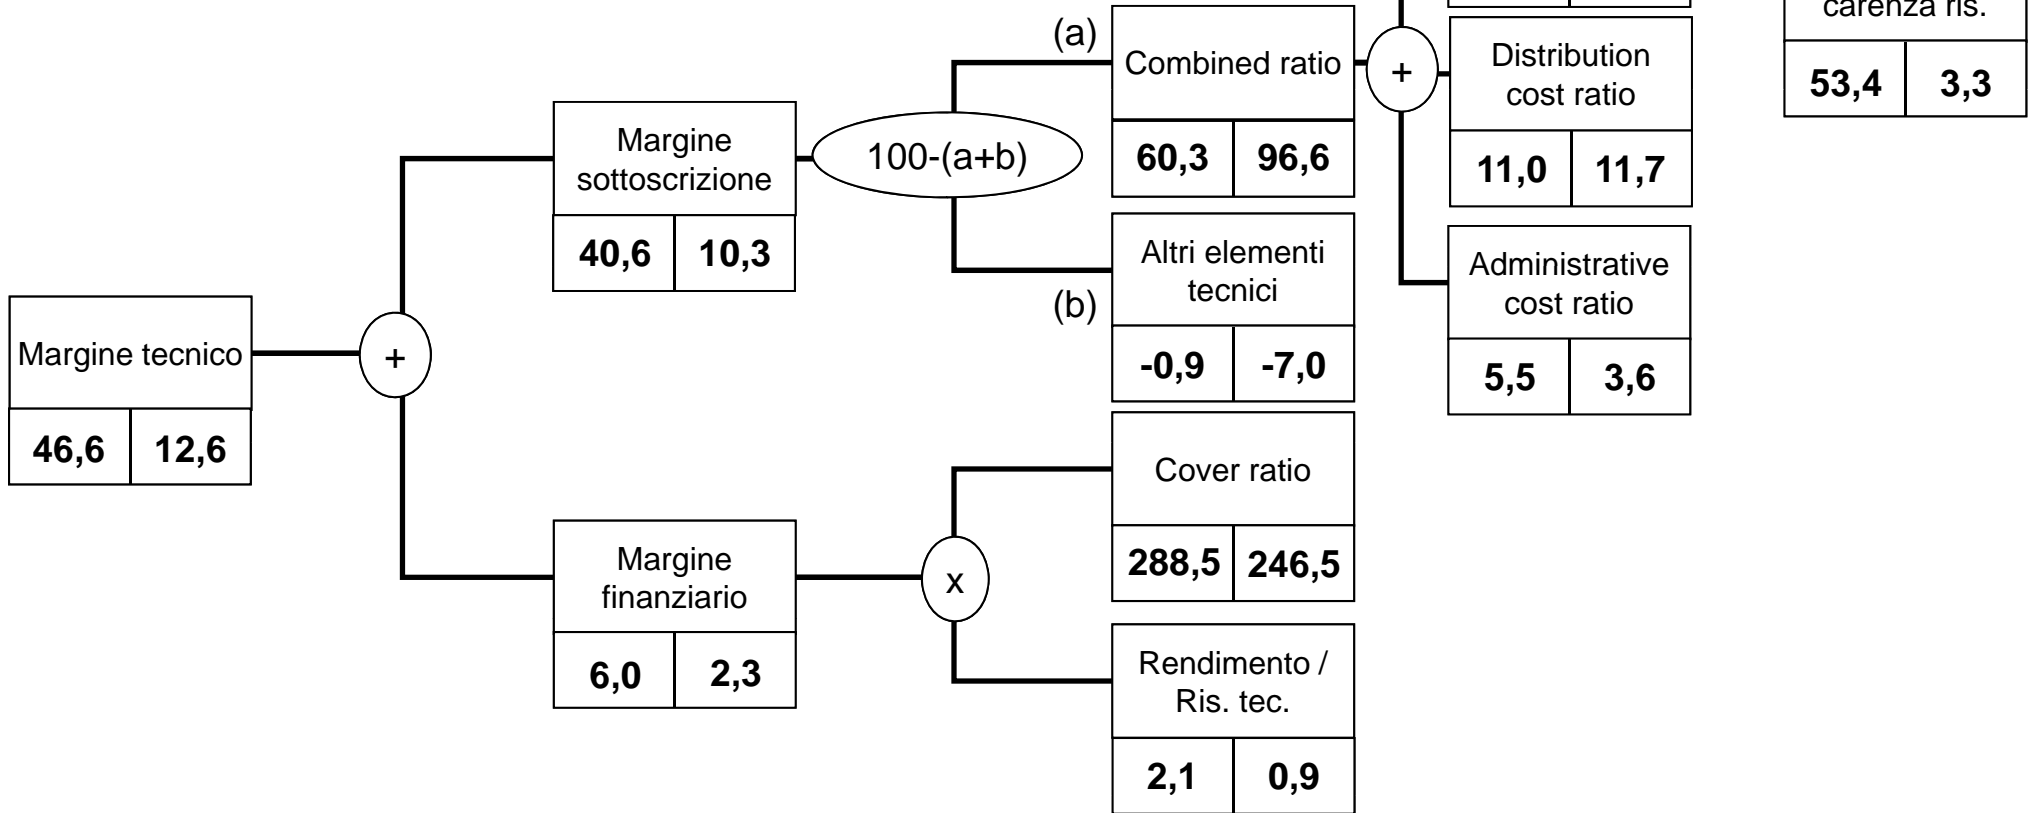 carenza ris.
53,4 3,3
(a)
Combined ratio
60,3 96,6
+
Distribution
cost ratio
11,0 11,7
Margine
sottoscrizione
40,6 10,3
100-(a+b)
Altri elementi
tecnici
(b)
-0,9 -7,0
Administrative
cost ratio
5,5 3,6
Margine tecnico
46,6 12,6
+
Cover ratio
288,5 246,5
Margine
finanziario
6,0 2,3
x
Rendimento /
Ris. tec.
2,1 0,9